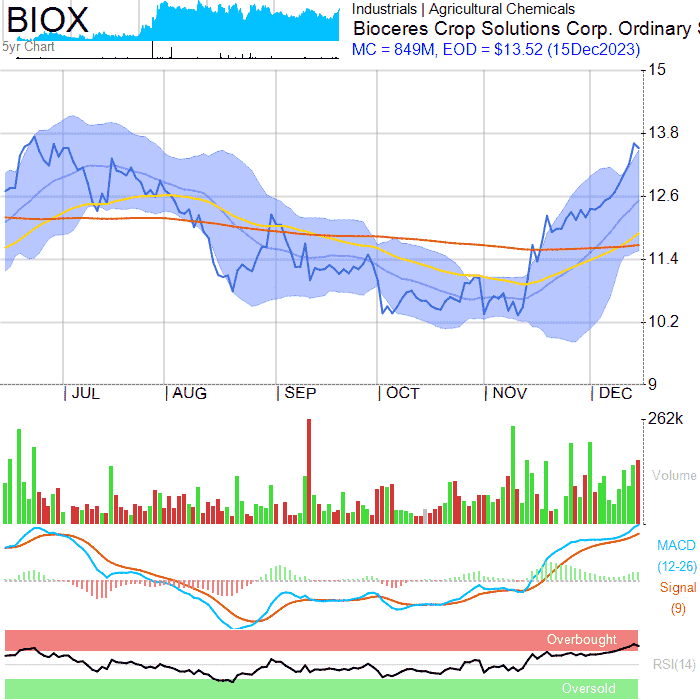 BIOX
5yr Chart
Industrials | Agricultural Chemicals
Bioceres Crop Solutions Corp. Ordinary S
MC = 849M, EOD = $13.52 (15Dec2023)
15
13.8
12.6
11.4
10.2
9
JUL
AUG
SEP
OCT
NOV
DEC
262k
Volume
MACD
(12-26)
Signal
(9)
Overbought
RSI(14)
Oversold